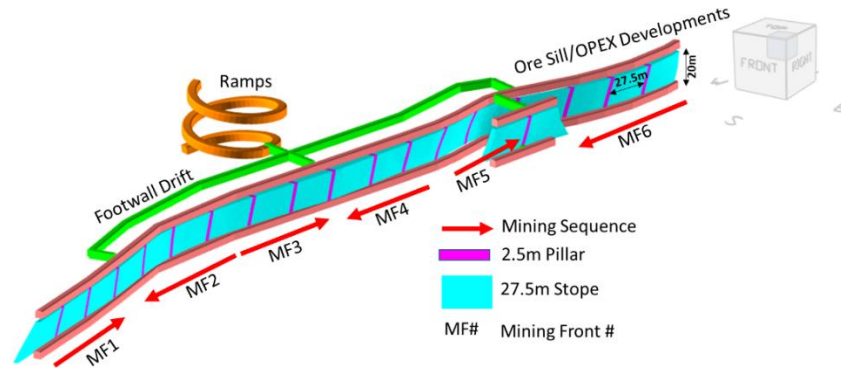 Ore Sill/OPEX Developments
Ramps
27.5m
20m
TOP
FRONT
RIGHT
S
Footwall Drift
MF6
MF5
MF4
MF3
MF2
MF1
Mining Sequence
2.5m Pillar
27.5m Stope
MF# Mining Front #